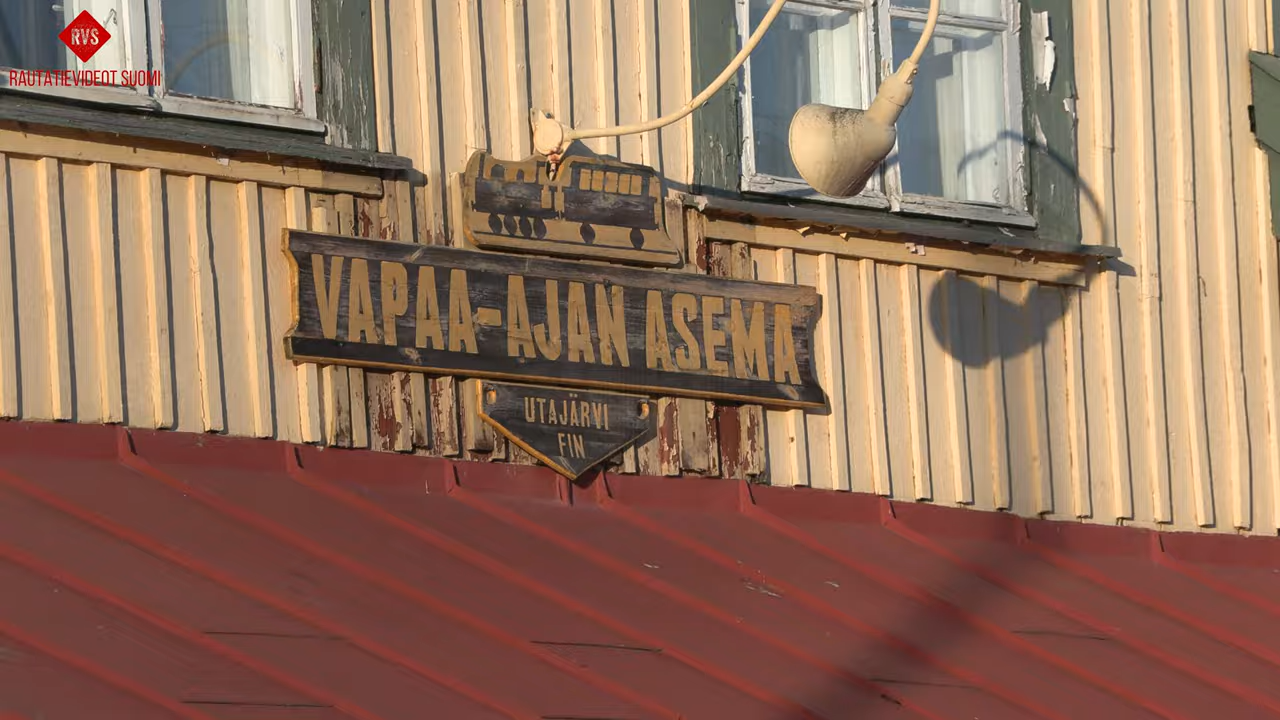 RVS
RAUTATIEVIDEOT SUOMI
VAPAA-AJAN ASEMA
UTAJÄRVI
FIN